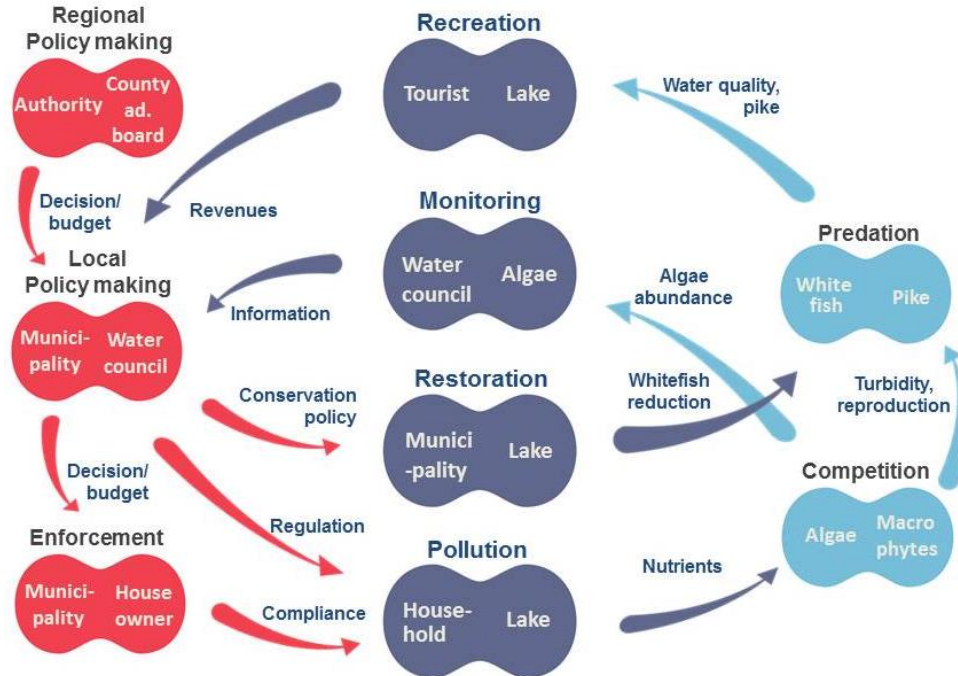 Regional
Policy making
Authority
County
ad.
board
Decision/
budget
Local
Policy making
Munici-
pality
Water
council
Decision/
budget
Enforcement
Munici-
pality
House
owner
Revenues
Information
Conservation
policy
Regulation
Compliance
Recreation
Tourist
Lake
Monitoring
Water
council
Algae
Restoration
Munici
-pality
Lake
Pollution
House-
hold
Lake
Water quality,
pike
Algae
abundance
Whitefish
reduction
Nutrients
Predation
White
fish
Pike
Turbidity,
reproduction
Competition
Algae
Macro
phytes